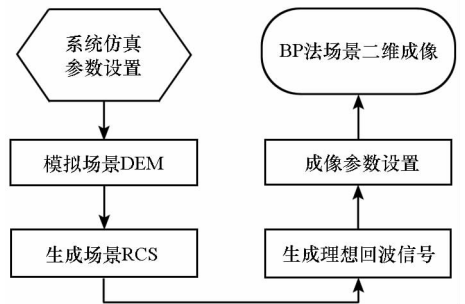 系统仿真
参数设置
模拟场景DEM
生成场景RCS
生成理想回波信号
成像参数设置
BP法场景二维成像